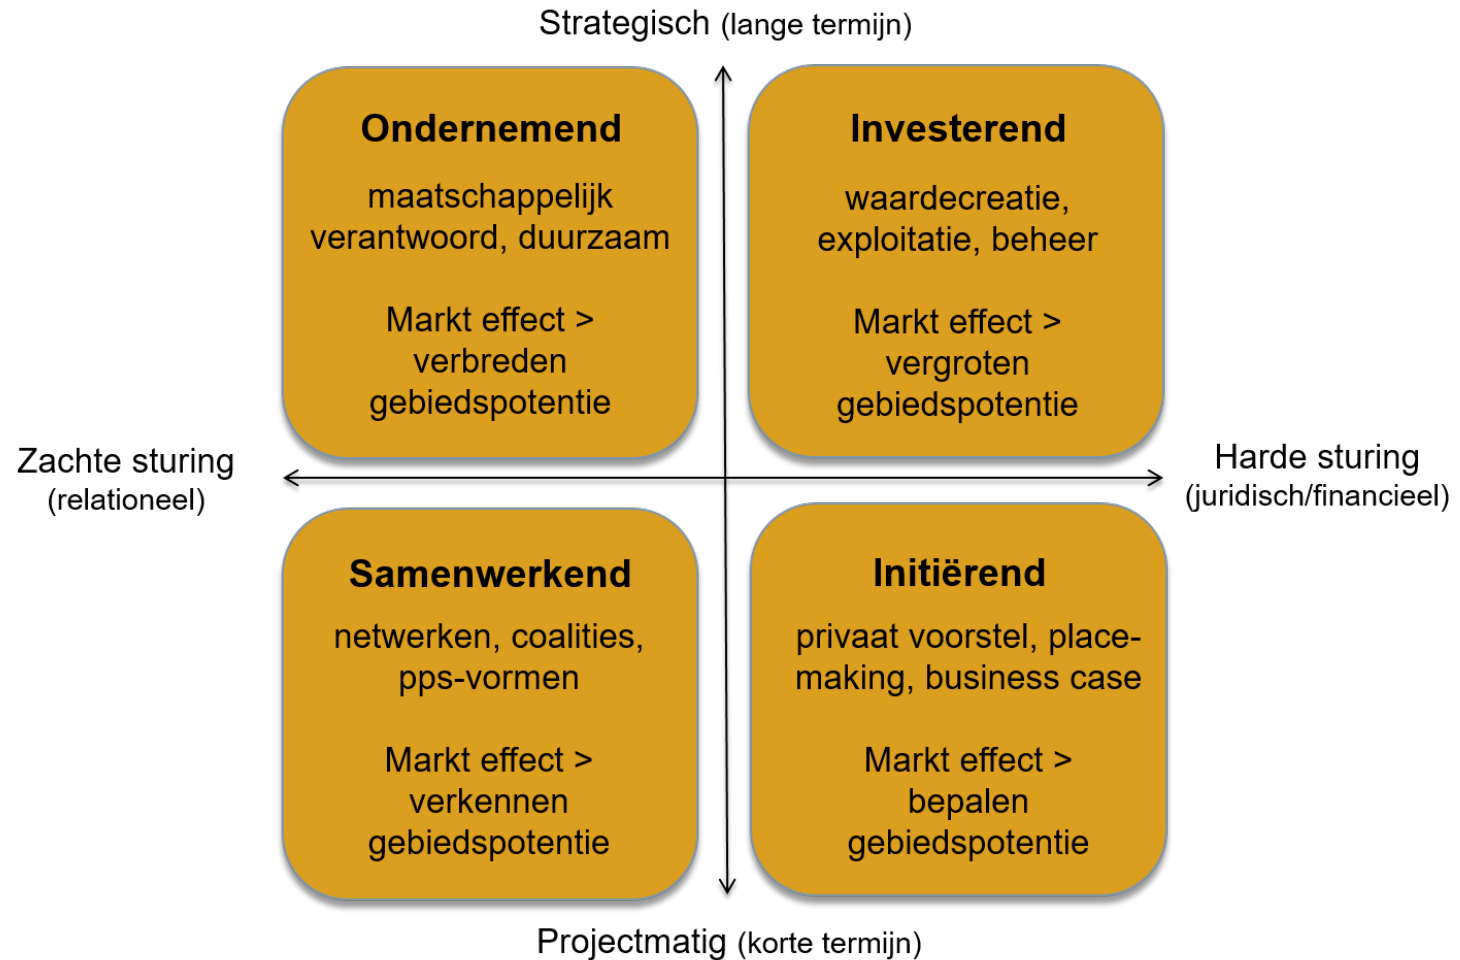 Strategisch (lange termijn)
Ondernemend
maatschappelijk
verantwoord, duurzaam
Markt effect >
verbreden
gebiedspotentie
Investerend
waardecreatie,
exploitatie, beheer
Markt effect >
vergroten
gebiedspotentie
Zachte sturing
(relationeel)
Harde sturing
(juridisch/financieel)
Samenwerkend
netwerken, coalities,
pps-vormen
Markt effect >
verkennen
gebiedspotentie
Initiërend
privaat voorstel, place-
making, business case
Markt effect >
bepalen
gebiedspotentie
Projectmatig (korte termijn)